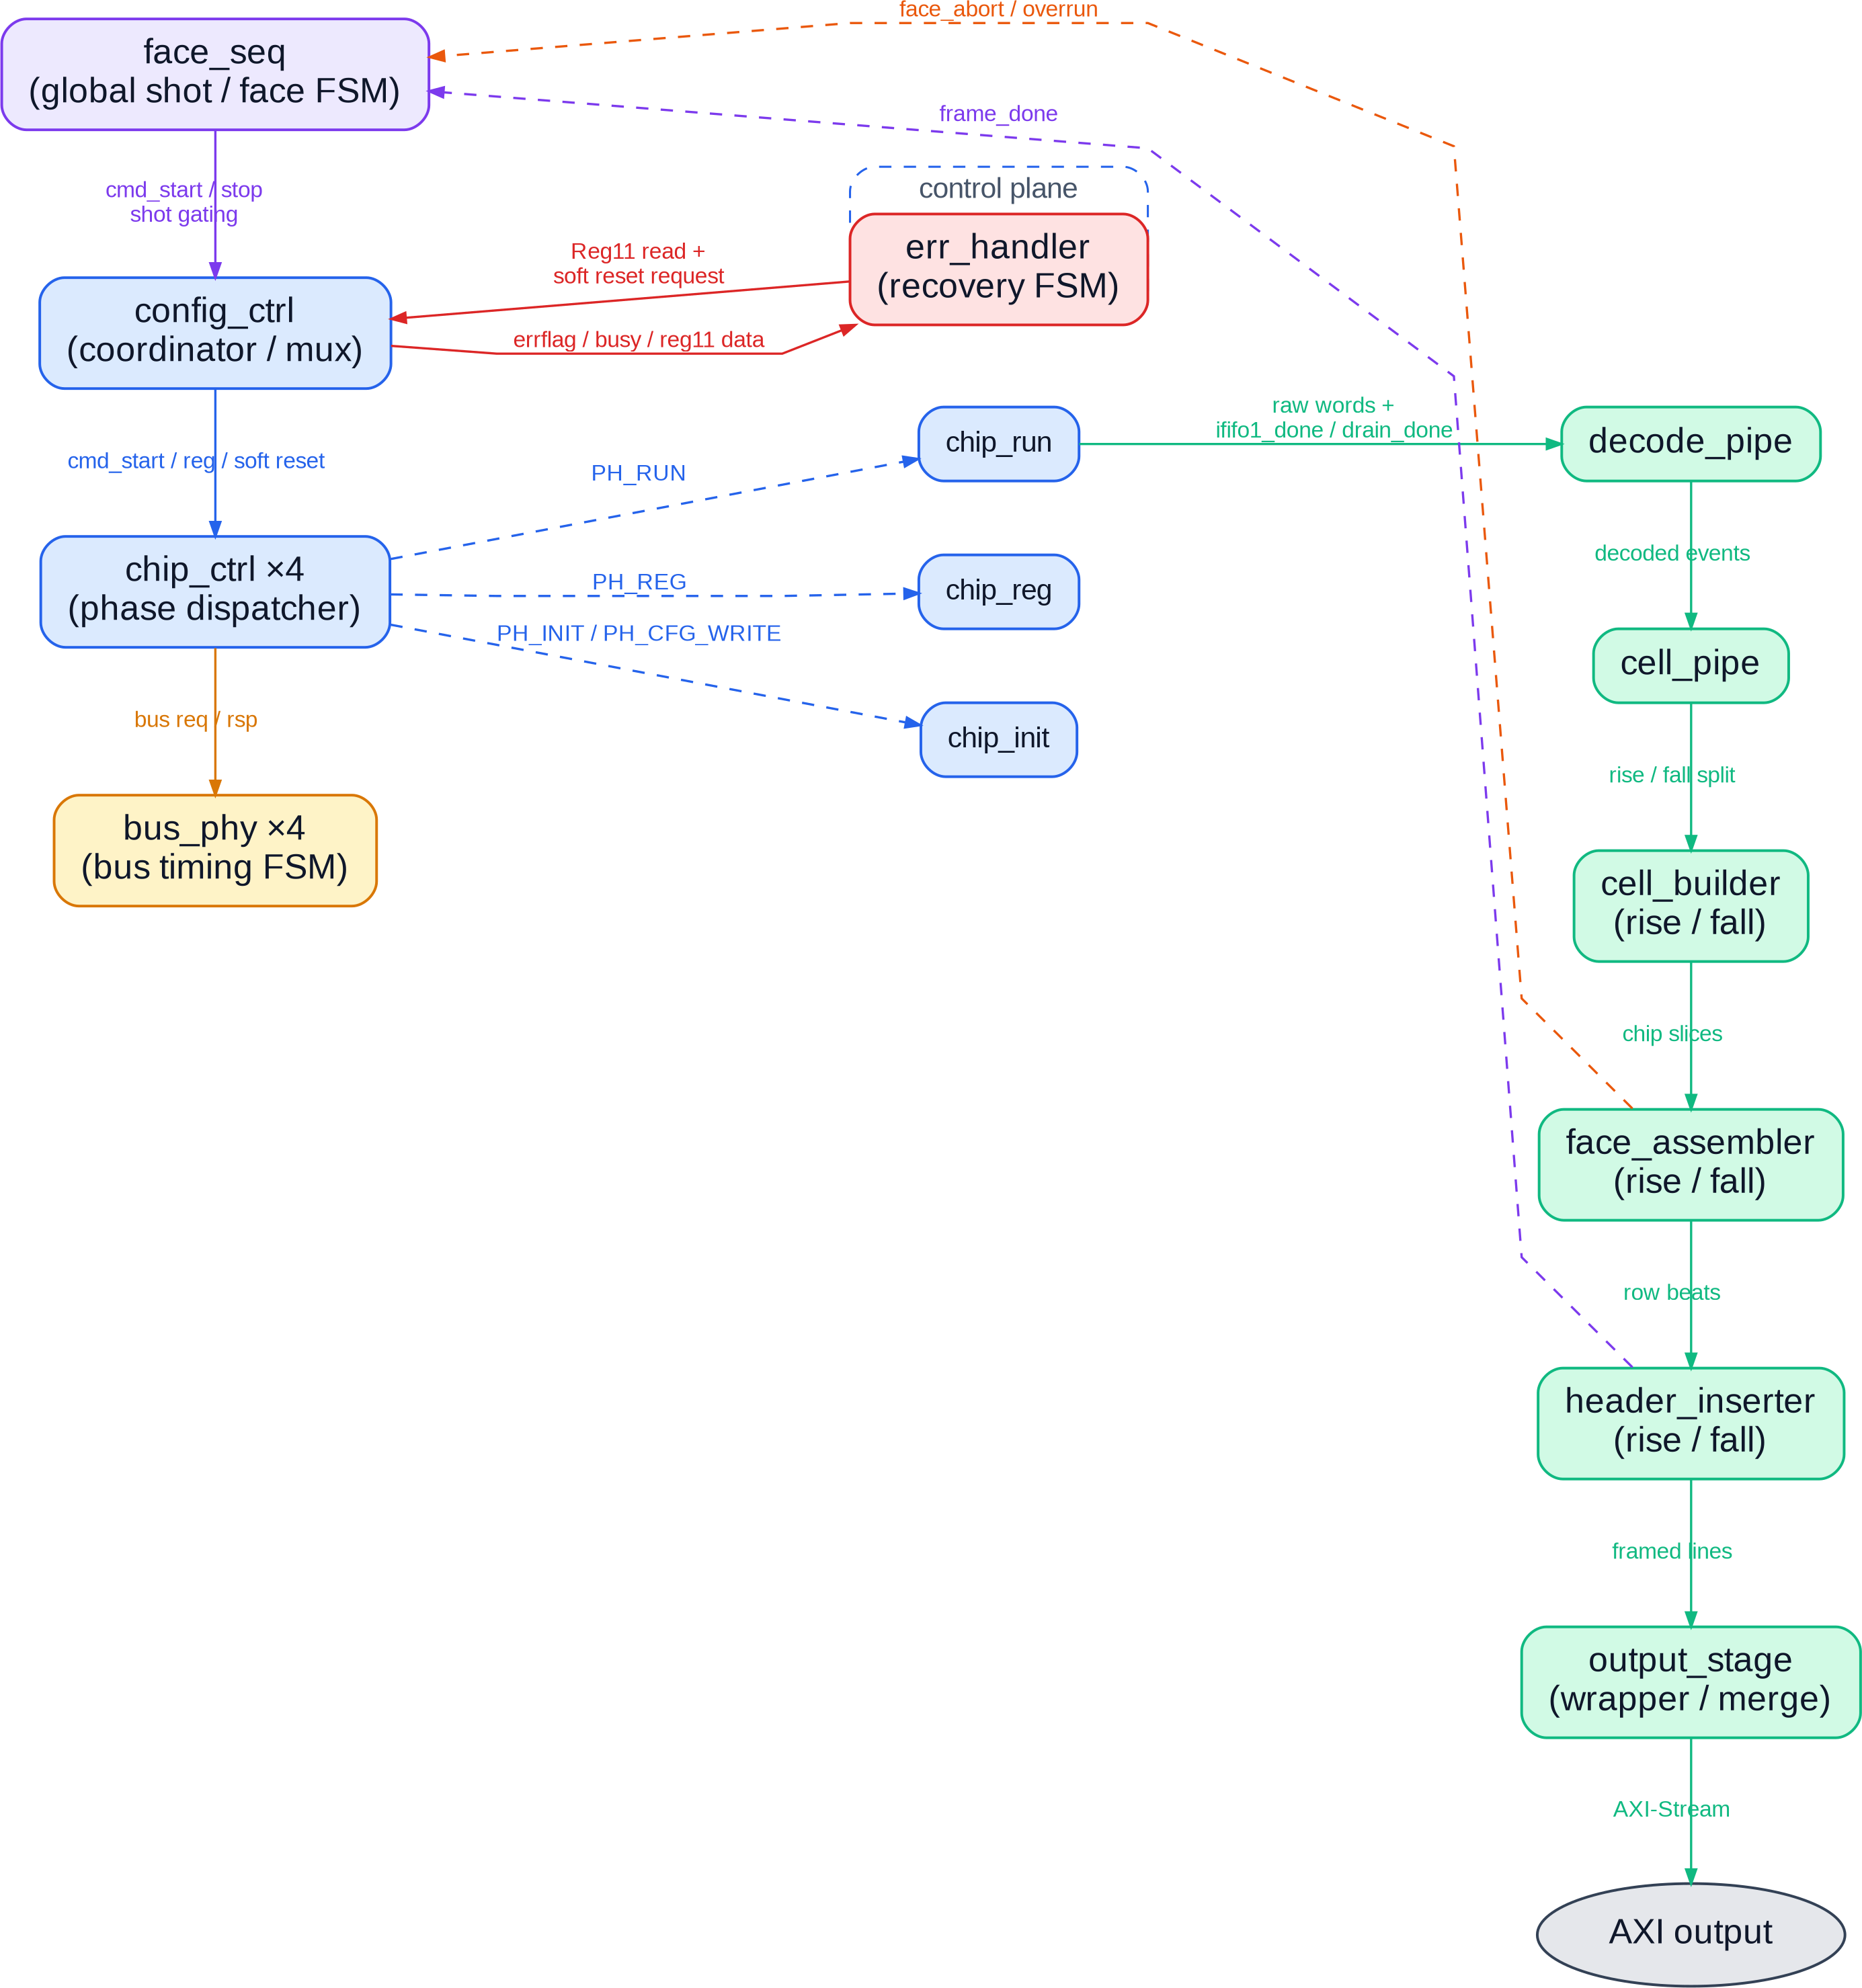 face_abort / overrun
face_seq
(global shot / face FSM)
frame_done
cmd_start / stop
shot gating
control plane
err_handler
(recovery FSM)
Reg11 read +
soft reset request
config_ctrl
(coordinator / mux)
errflag / busy / reg11 data
cmd_start / reg / soft reset
chip_run
raw words +
ififo1_done / drain_done
decode_pipe
PH_RUN
chip_ctrl ×4
(phase dispatcher)
PH_REG
chip_reg
PH_INIT / PH_CFG_WRITE
chip_init
bus req / rsp
bus_phy ×4
(bus timing FSM)
decoded events
cell_pipe
rise / fall split
cell_builder
(rise / fall)
chip slices
face_assembler
(rise / fall)
row beats
header_inserter
(rise / fall)
framed lines
output_stage
(wrapper / merge)
AXI-Stream
AXI output